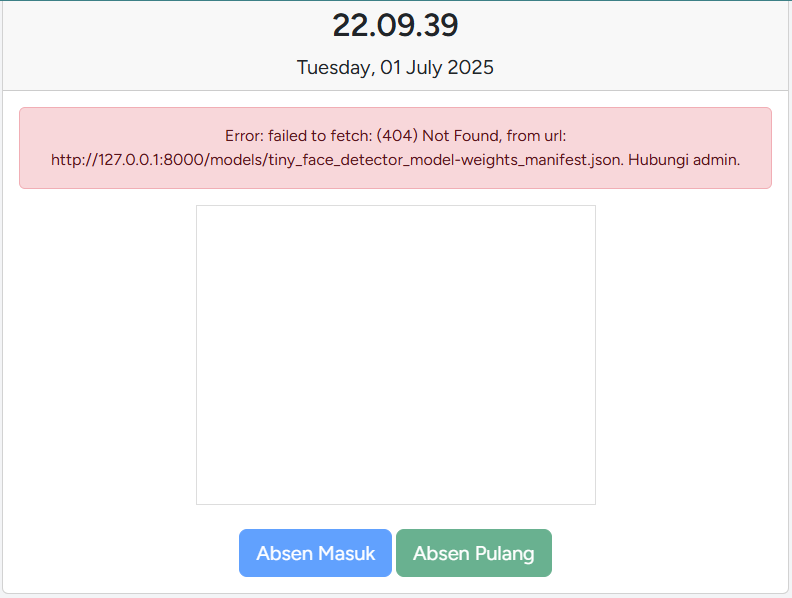 22.09.39
Tuesday, 01 July 2025
Error: failed to fetch: (404) Not Found, from url:
http://127.0.0.1:8000/models/tiny_face_detector_model-weights_manifest.json. Hubungi admin.
Absen Masuk
Absen Pulang